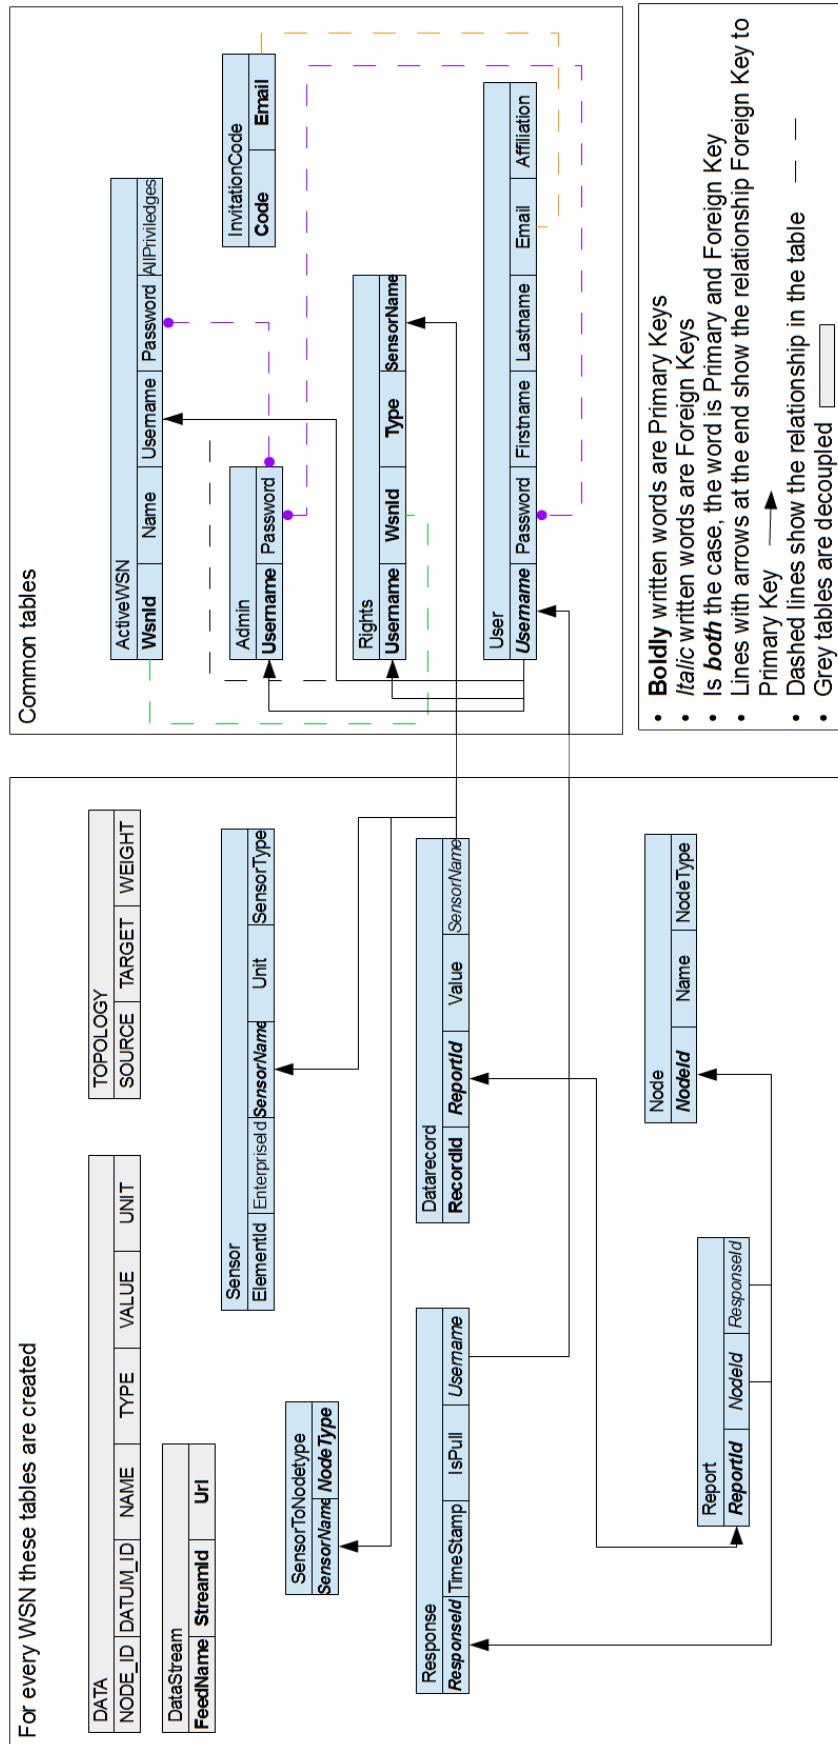 For every WSN these tables are created
DATA
NODE_ID DATUM_ID NAME TYPE VALUE UNIT
TOPOLOGY
SOURCE TARGET WEIGHT
DataStream
FeedName StreamId Url
Sensor
ElementId EnterpriseId SensorName Unit SensorType
SensorToNodetype
SensorName NodeType
Response
ResponseId TimeStamp IsPull Username
Datarecord
RecordId ReportId Value SensorName
Node
NodeId Name NodeType
Report
ReportId NodeId ResponseId
Common tables
ActiveWSN
WsnId Name Username Password AllPriviledges
InvitationCode
Code Email
Admin
Username Password
Rights
Username WsnId Type SensorName
User
Username Password Firstname Lastname Email Affiliation
• Boldly written words are Primary Keys
• Italic written words are Foreign Keys
• Is both the case, the word is Primary and Foreign Key
• Lines with arrows at the end show the relationship Foreign Key to
Primary Key
• Dashed lines show the relationship in the table
• Grey tables are decoupled